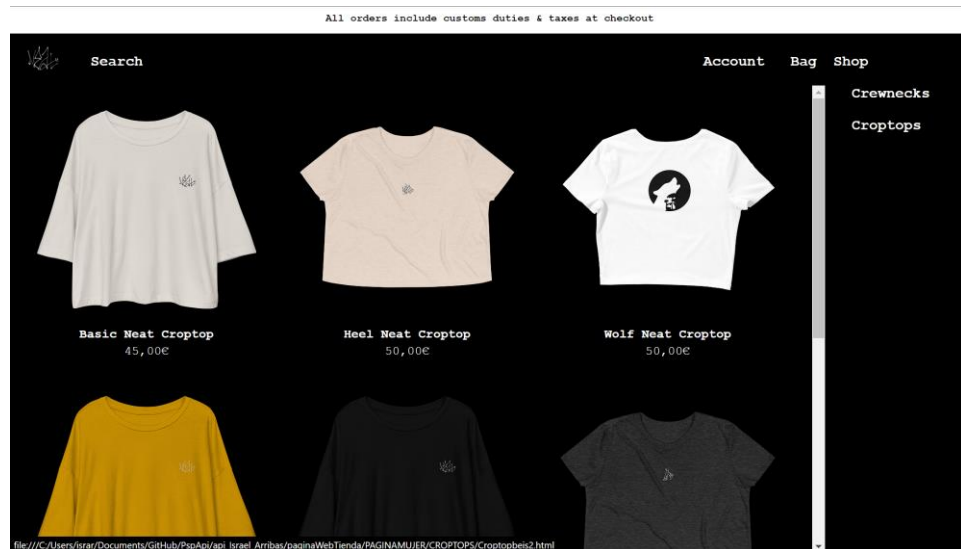 All orders include customs duties & taxes at checkout
Search
Account Bag Shop
Crewnecks
Croptops
Basic Neat Croptop
45,00€
Heel Neat Croptop
50,00€
Wolf Neat Croptop
50,00€
file:///C:/Users/israr/Documents/GitHub/PspApi/api_Israel_Arribas/paginaWebTienda/PAGINAMUJER/CROPTOPS/Croptopbeis2.html